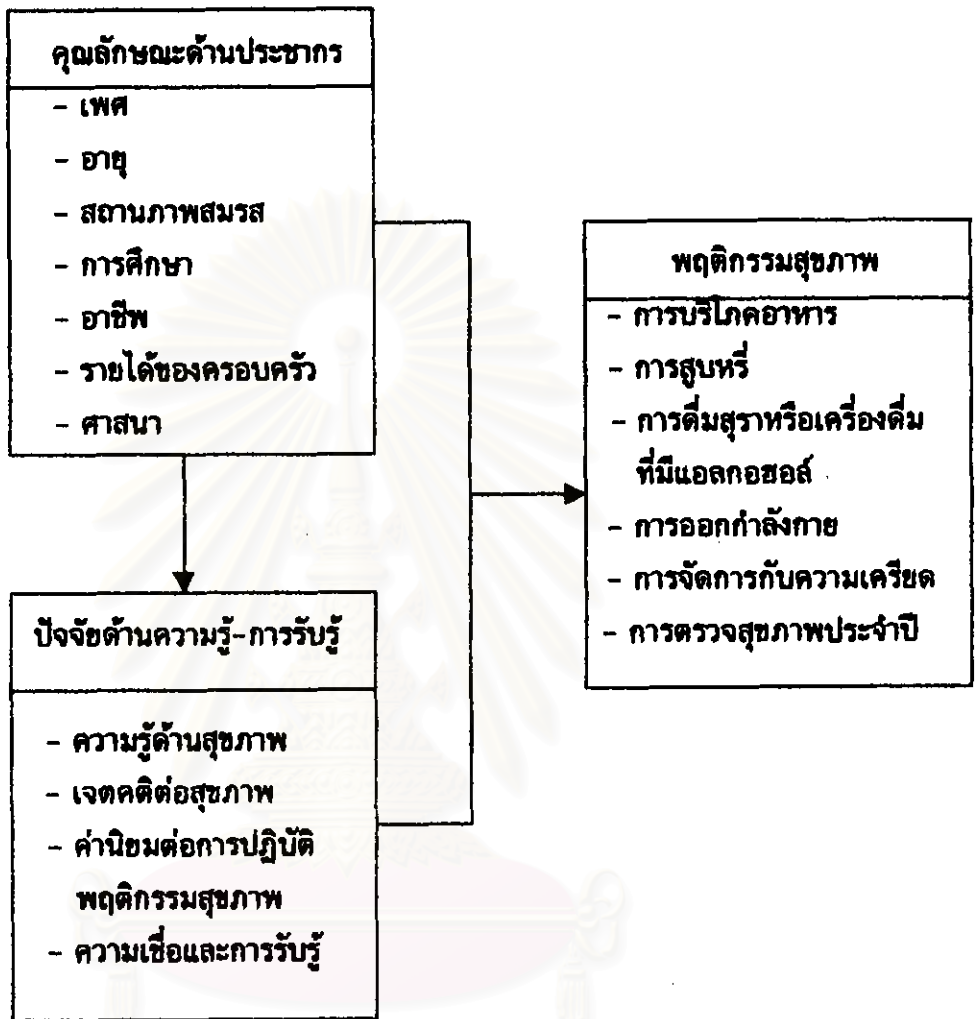 คุณลักษณะด้านประชากร
- เพศ
- อายุ
- สถานภาพสมรส
- การศึกษา
- อาชีพ
- รายได้ของครอบครัว
- ศาสนา
ปัจจัยด้านความรู้-การรับรู้
- ความรู้ด้านสุขภาพ
- เจตคติต่อสุขภาพ
- ค่านิยมต่อการปฏิบัติ
พฤติกรรมสุขภาพ
- ความเชื่อและการรับรู้
พฤติกรรมสุขภาพ
- การบริโภคอาหาร
- การสูบหรี่
- การดื่มสุราหรือเครื่องดื่ม
ที่มีแอลกอฮอล์
- การออกกำลังกาย
- การจัดการกับความเครียด
- การตรวจสุขภาพประจำปี